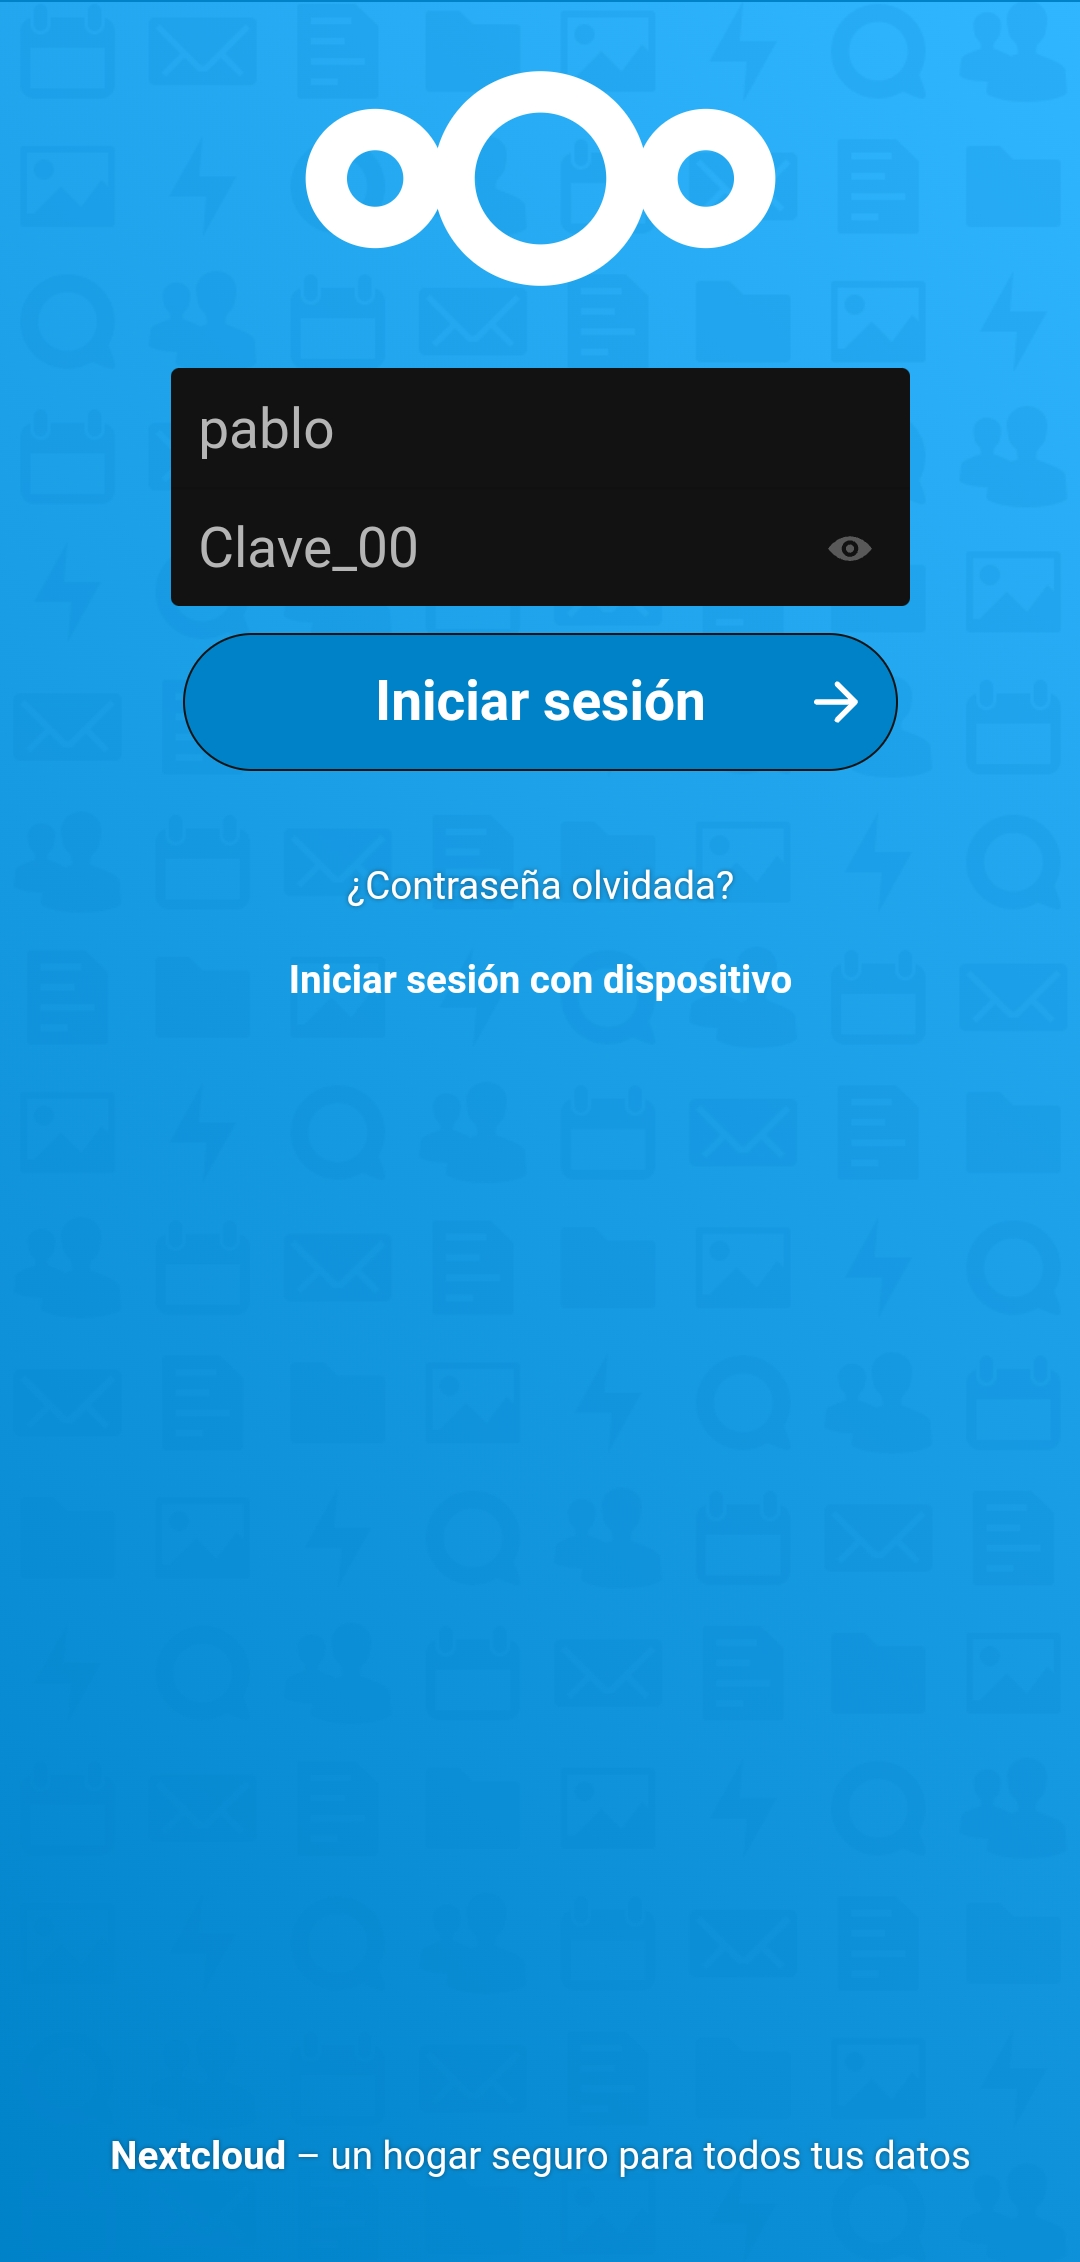 pablo
Clave_00
Iniciar sesión
¿Contraseña olvidada?
Iniciar sesión con dispositivo
Nextcloud – un hogar seguro para todos tus datos